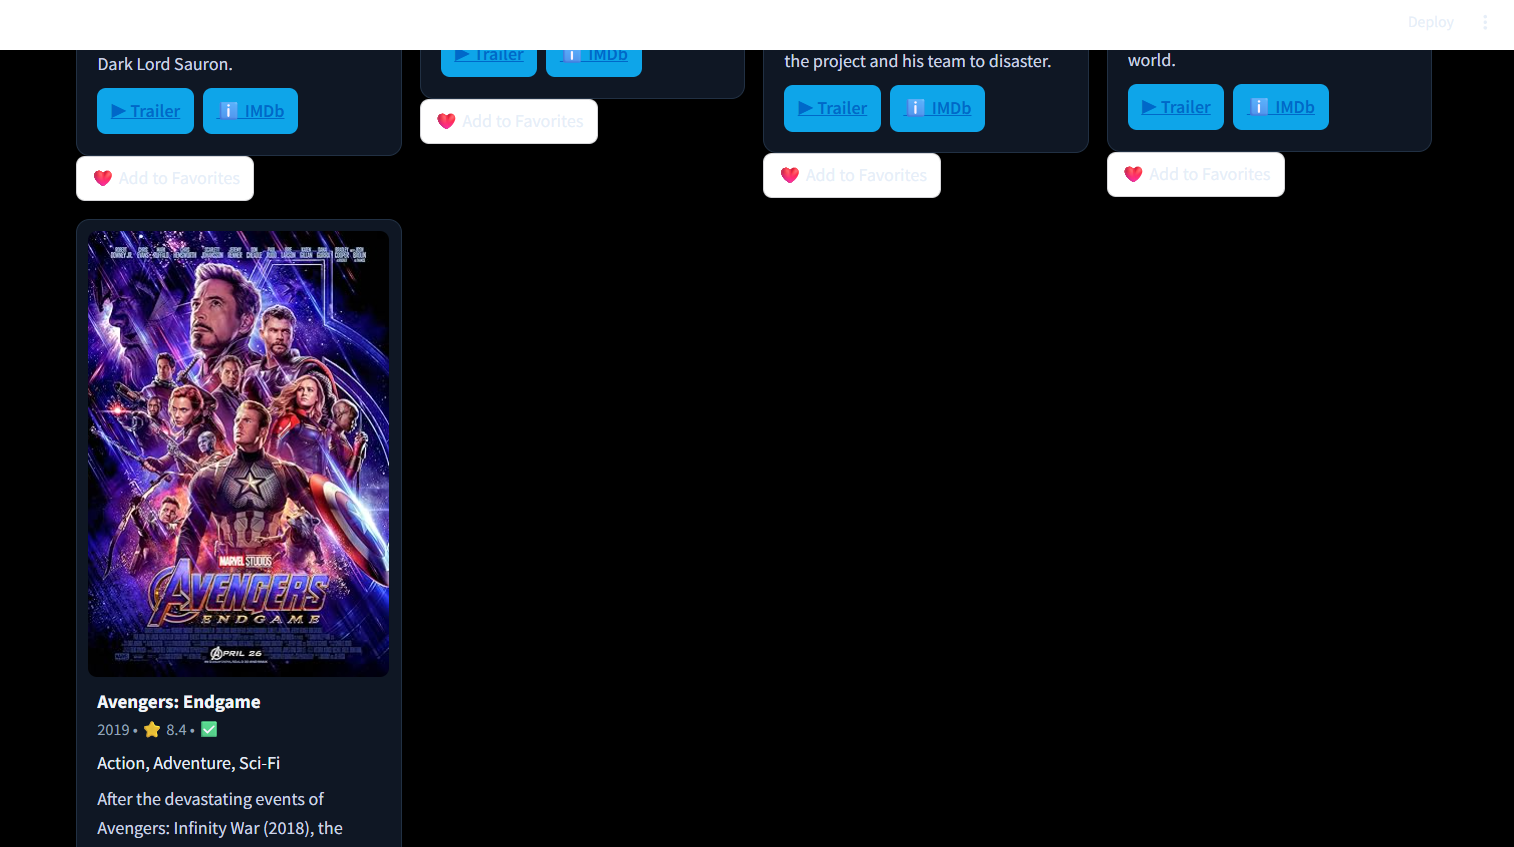 Deploy
Dark Lord Sauron.
▶ Trailer
ℹ️ IMDb
❤️ Add to Favorites
▶ Trailer
ℹ️ IMDb
❤️ Add to Favorites
the project and his team to disaster.
▶ Trailer
ℹ️ IMDb
❤️ Add to Favorites
world.
▶ Trailer
ℹ️ IMDb
❤️ Add to Favorites
MARVEL STUDIOS
AVENGERS
ENDGAME
APRIL 26
Avengers: Endgame
2019 • ⭐ 8.4 • ✅
Action, Adventure, Sci-Fi
After the devastating events of
Avengers: Infinity War (2018), the